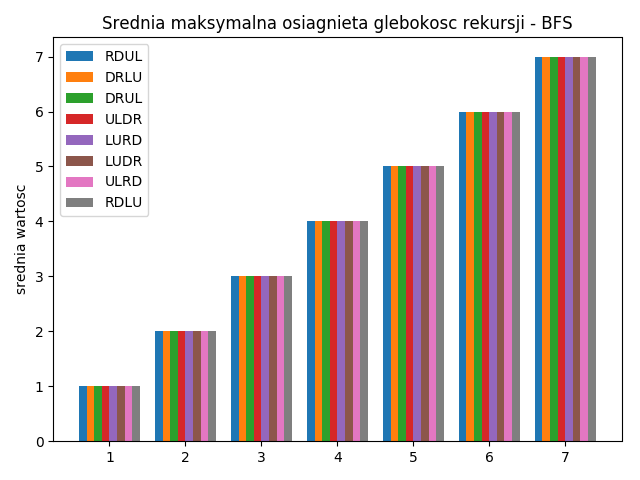 Srednia maksymalna osiagnieta glebokosc rekursji - BFS
srednia wartosc
7
6
5
4
3
2
1
0
RDUL
DRLU
DRUL
ULDR
LURD
LUDR
ULRD
RDLU
1 2 3 4 5 6 7